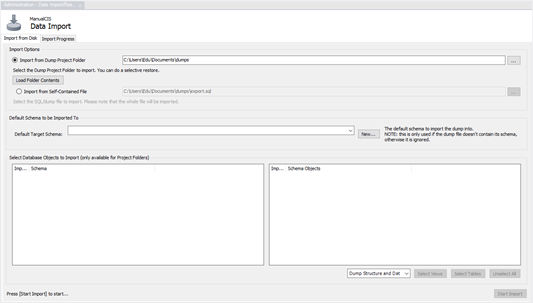 Administration - Data Import/Res... ×
ManualCIS
Data Import
Import from Disk Import Progress
Import Options
Import from Dump Project Folder C:\Users\Edu\Documents\dumps ...
Select the Dump Project Folder to import. You can do a selective restore.
Load Folder Contents
Import from Self-Contained File C:\Users\Edu\Documents\dumps\export.sql ...
Select the SQL/dump file to import. Please note that the whole file will be imported.
Default Schema to be Imported To
Default Target Schema: New... The default schema to import the dump into.
NOTE: this is only used if the dump file doesn't contain its schema,
otherwise it is ignored.
Select Database Objects to Import (only available for Project Folders)
Imp... Schema Imp... Schema Objects
Dump Structure and Dat Select Views Select Tables Unselect All
Press [Start Import] to start... Start Import